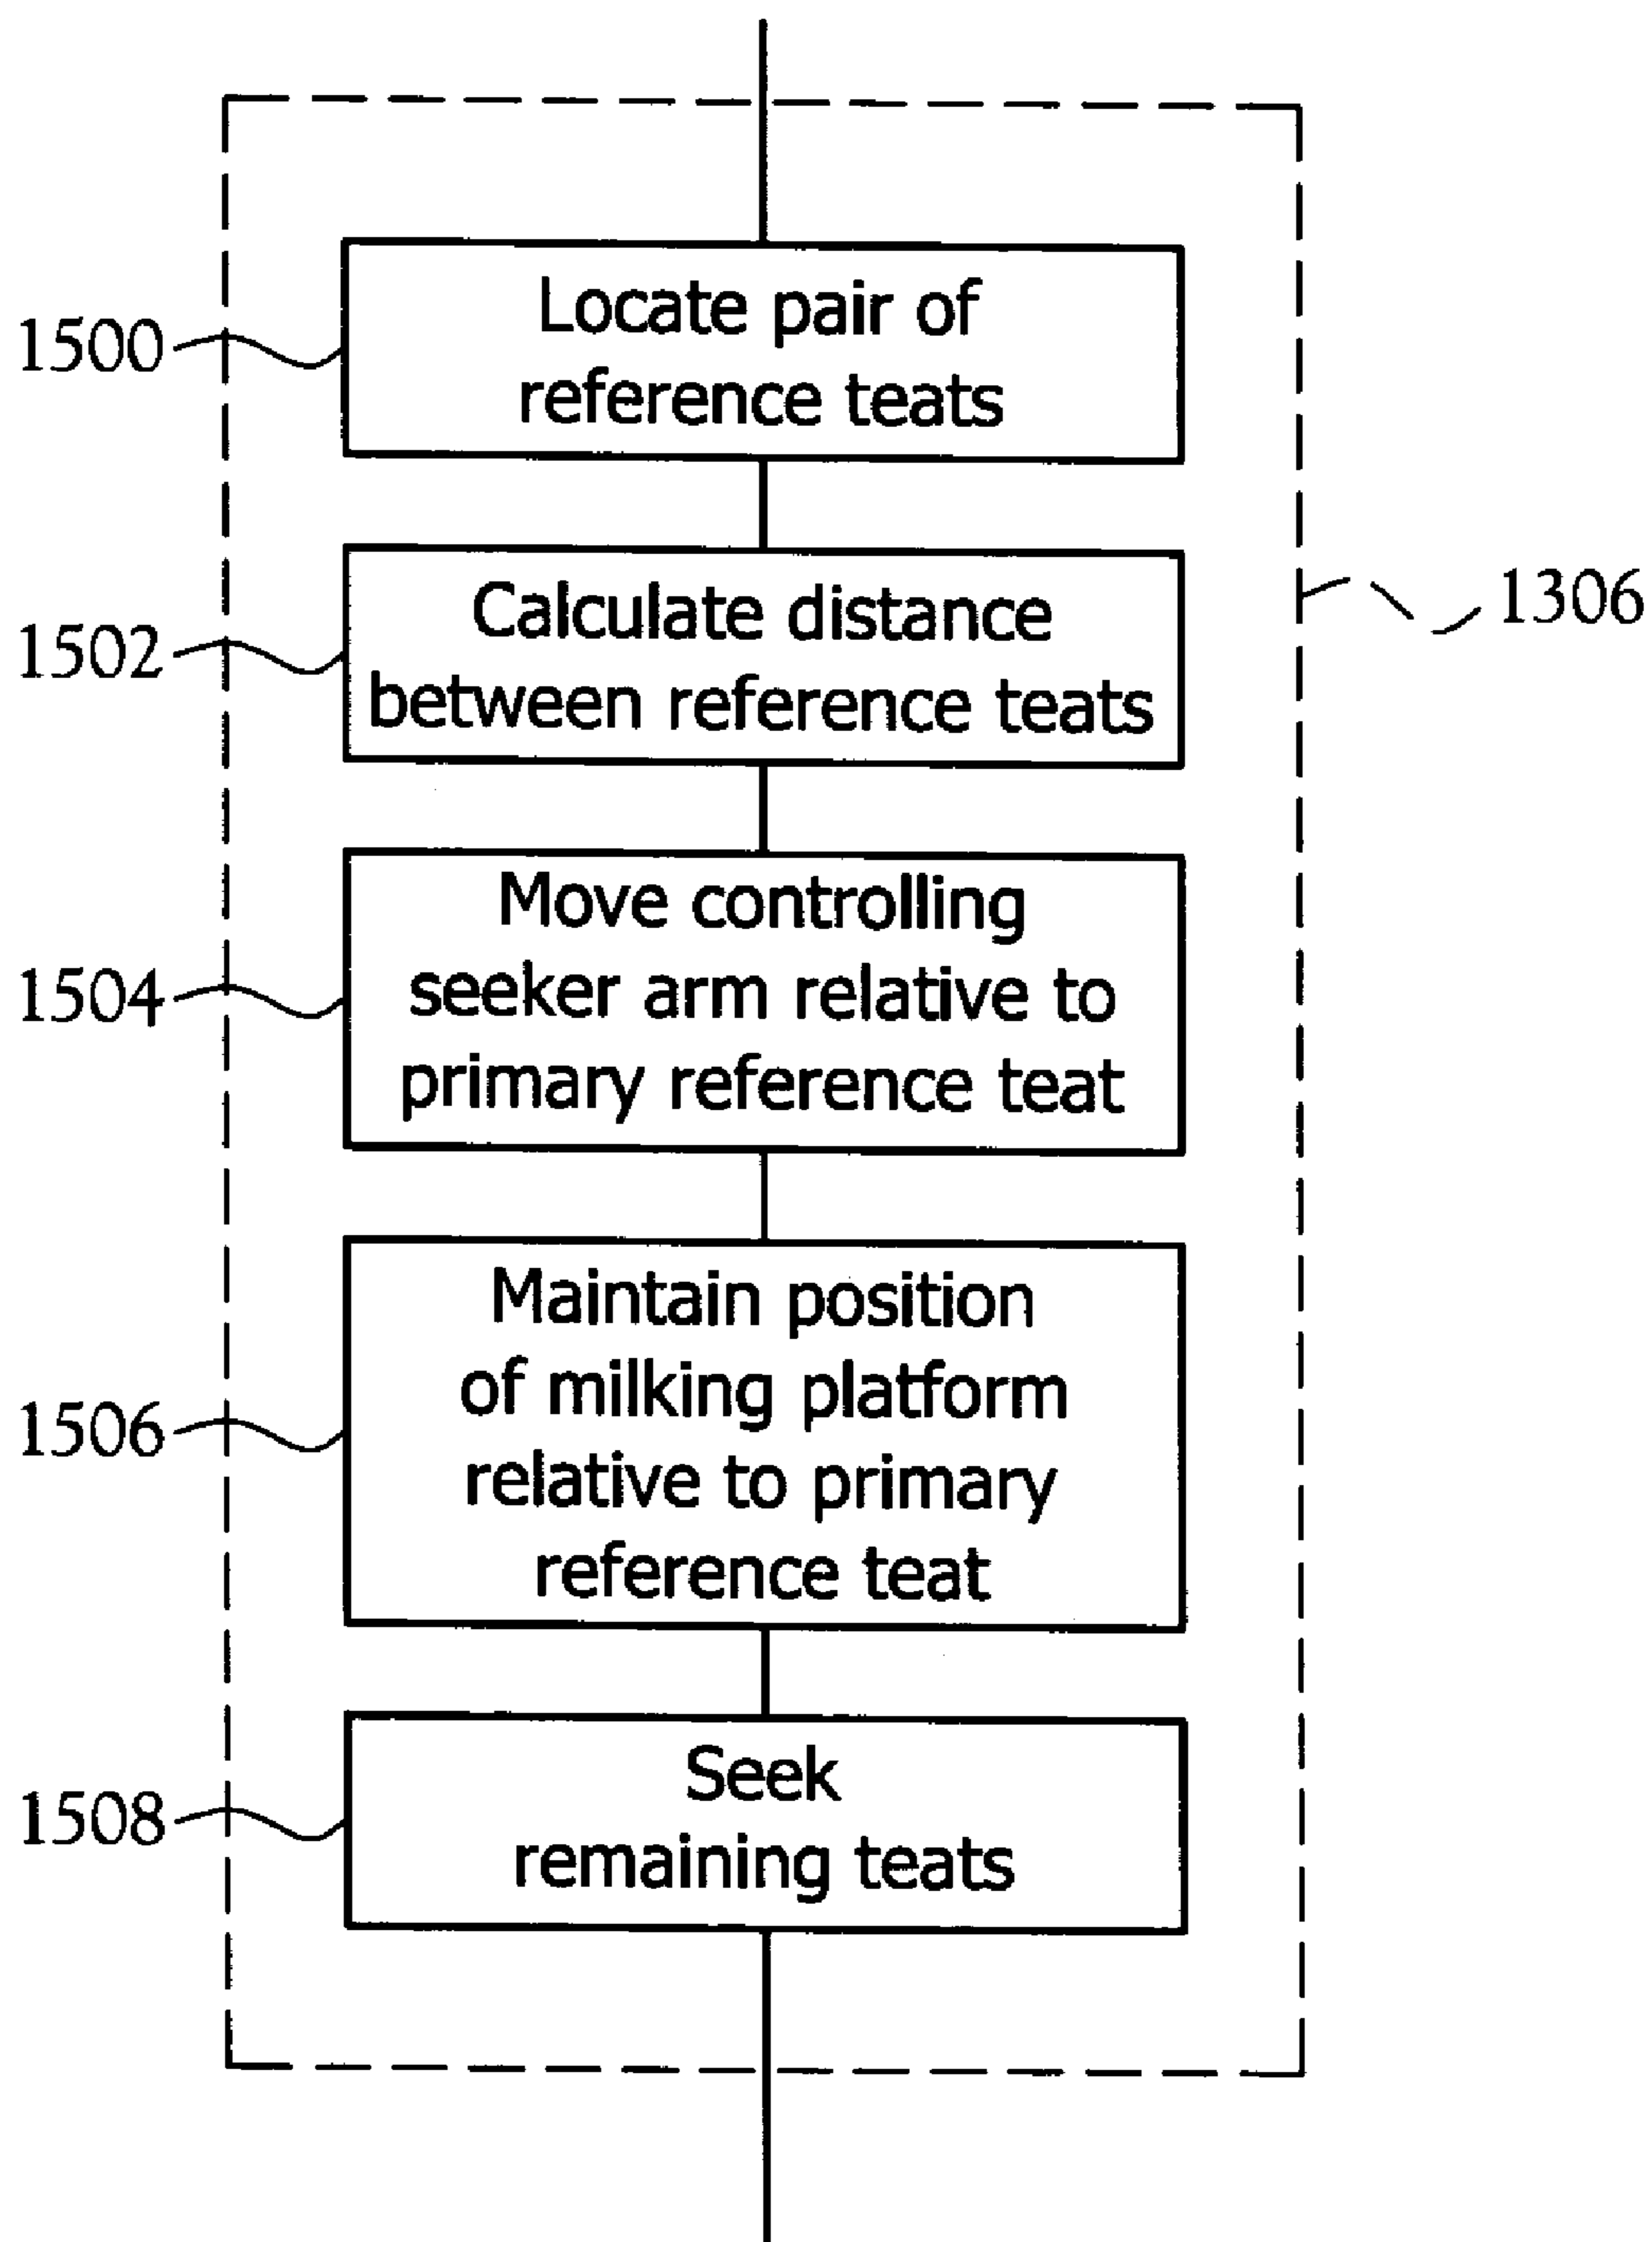 1500
Locate pair of
reference teats
1502
Calculate distance
between reference teats
1306
1504
Move controlling
seeker arm relative to
primary reference teat
1506
Maintain position
of milking platform
relative to primary
reference teat
1508
Seek
remaining teats